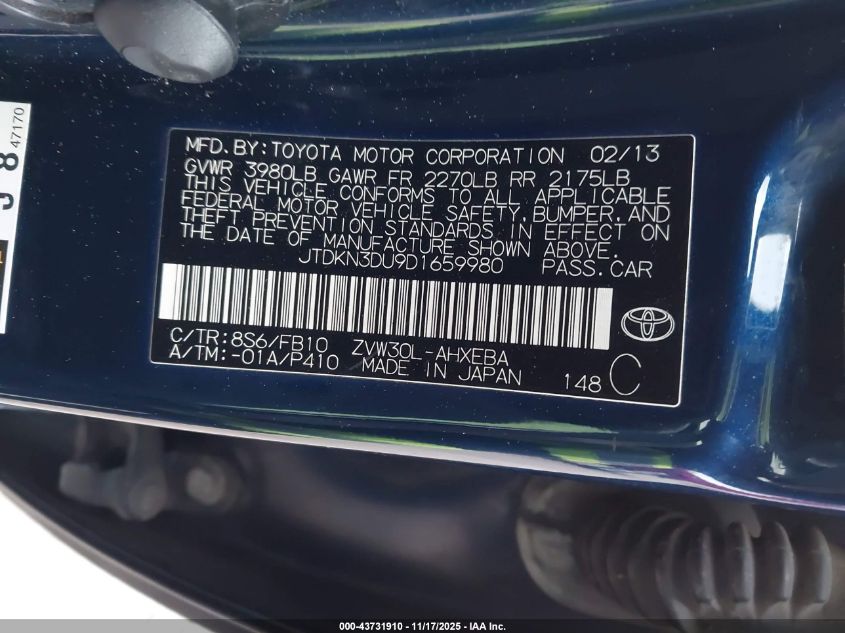 MFD.BY:TOYOTA MOTOR CORPORATION 02/13
GVWR 3980LB GAWR FR 2270LB RR 2175LB
THIS VEHICLE CONFORMS TO ALL APPLICABLE
FEDERAL MOTOR VEHICLE SAFETY,BUMPER,AND
THEFT PREVENTION STANDARDS IN EFFECT ON
THE DATE OF MANUFACTURE SHOWN ABOVE.
JTDKN3DU9D1659980 PASS.CAR
C/TR:8S6/FB10 ZVW30L-AHXEBA
A/TM:-01A/P410 MADE IN JAPAN 148 C
J 8
47170
000-43731910 - 11/17/2025 - IAA Inc.